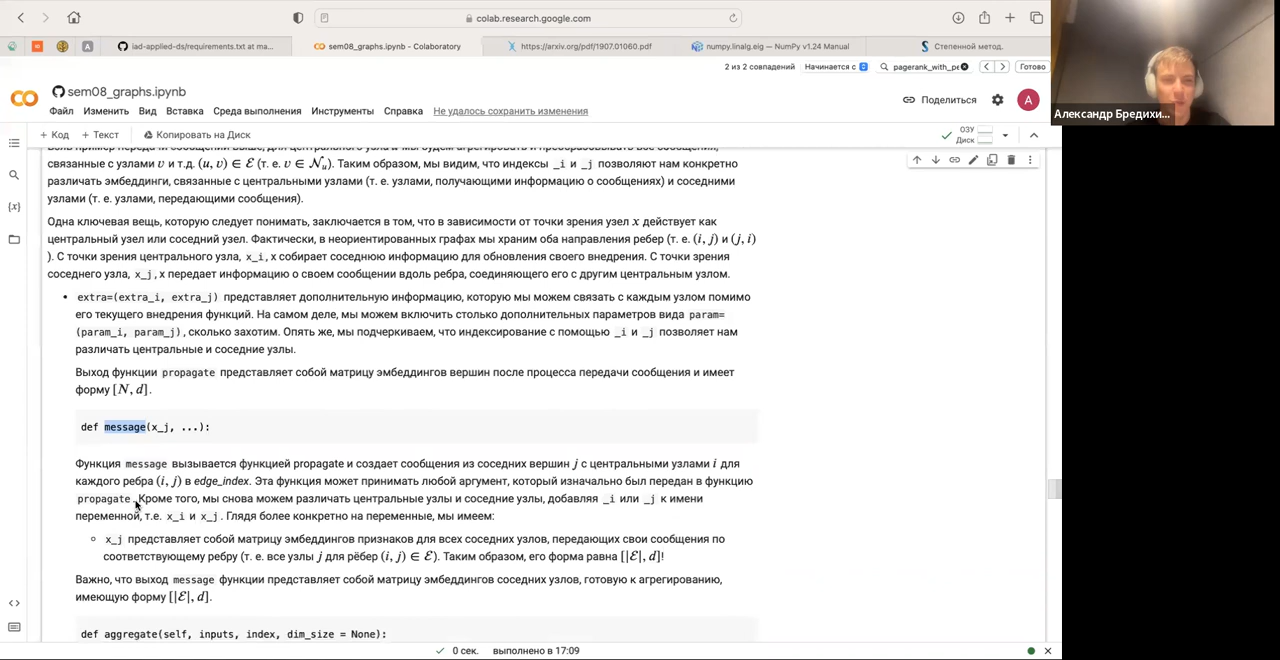 colab.research.google.com
iad-applied-ds/requirements.txt at ma...
sem08_graphs.ipynb - Colaboratory
https://arxiv.org/pdf/1907.01060.pdf
numpy.linalg.eig — NumPy v1.24 Manual
Степенной метод.
2 из 2 совпадений
Начинается с
pagerank_with_pe
Готово
sem08_graphs.ipynb
Файл Изменить Вид Вставка Среда выполнения Инструменты Справка Не удалось сохранить изменения
Поделиться
A
Александр Бредихи...
+ Код + Текст Копировать на Диск
ОЗУ
Диск
связанные с узлами v и т.д. (u, v) ∈ ℰ (т. е. v ∈ 𝒩u). Таким образом, мы видим, что индексы _i и _j позволяют нам конкретно
различать эмбеддинги, связанные с центральными узлами (т. е. узлами, получающими информацию о сообщениях) и соседними
узлами (т. е. узлами, передающими сообщения).
Одна ключевая вещь, которую следует понимать, заключается в том, что в зависимости от точки зрения узел x действует как
центральный узел или соседний узел. Фактически, в неориентированных графах мы храним оба направления ребер (т. е. (i, j) и (j, i)
). С точки зрения центрального узла, x_i, x собирает соседнюю информацию для обновления своего внедрения. С точки зрения
соседнего узла, x_j, x передает информацию о своем сообщении вдоль ребра, соединяющего его с другим центральным узлом.
• extra=(extra_i, extra_j) представляет дополнительную информацию, которую мы можем связать с каждым узлом помимо
его текущего внедрения функций. На самом деле, мы можем включить столько дополнительных параметров вида param=
(param_i, param_j), сколько захотим. Опять же, мы подчеркиваем, что индексирование с помощью _i и _j позволяет нам
различать центральные и соседние узлы.
Выход функции propagate представляет собой матрицу эмбеддингов вершин после процесса передачи сообщения и имеет
форму [N, d].
def message(x_j, ...):
Функция message вызывается функцией propagate и создает сообщения из соседних вершин j с центральными узлами i для
каждого ребра (i, j) в edge_index. Эта функция может принимать любой аргумент, который изначально был передан в функцию
propagate. Кроме того, мы снова можем различать центральные узлы и соседние узлы, добавляя _i или _j к имени
переменной, т.е. x_i и x_j. Глядя более конкретно на переменные, мы имеем:
◦ x_j представляет собой матрицу эмбеддингов признаков для всех соседних узлов, передающих свои сообщения по
соответствующему ребру (т. е. все узлы j для рёбер (i, j) ∈ ℰ). Таким образом, его форма равна [|ℰ|, d]!
Важно, что выход message функции представляет собой матрицу эмбеддингов соседних узлов, готовую к агрегированию,
имеющую форму [|ℰ|, d].
def aggregate(self, inputs, index, dim_size = None):
0 сек. выполнено в 17:09